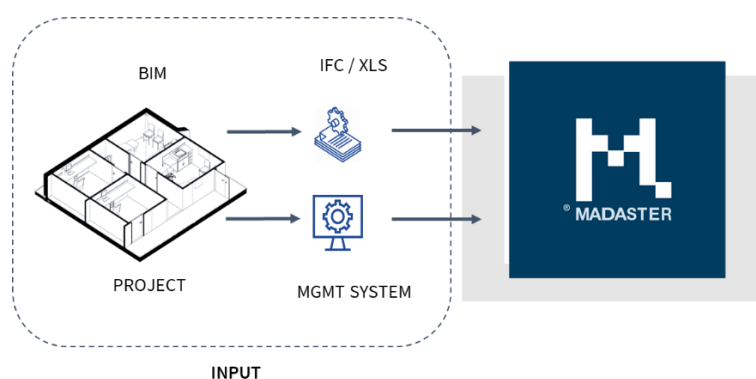 BIM
IFC / XLS
PROJECT
MGMT SYSTEM
INPUT
® MADASTER